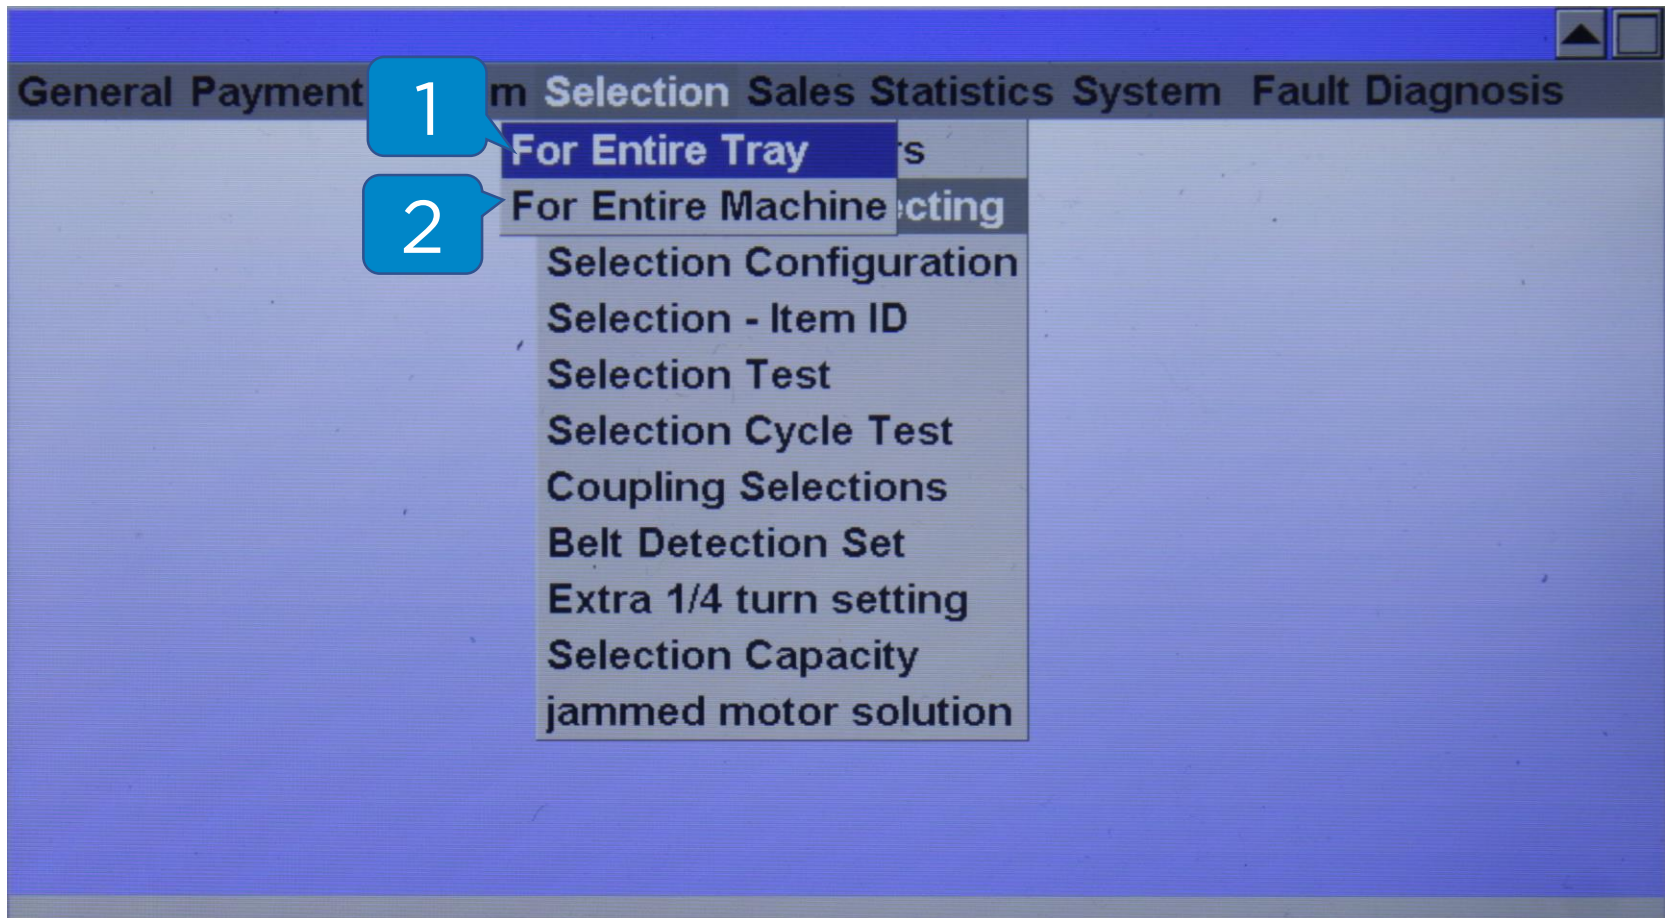 General Payment m Selection Sales Statistics System Fault Diagnosis
1
For Entire Tray s
2
For Entire Machine ecting
Selection Configuration
Selection - Item ID
Selection Test
Selection Cycle Test
Coupling Selections
Belt Detection Set
Extra 1/4 turn setting
Selection Capacity
jammed motor solution